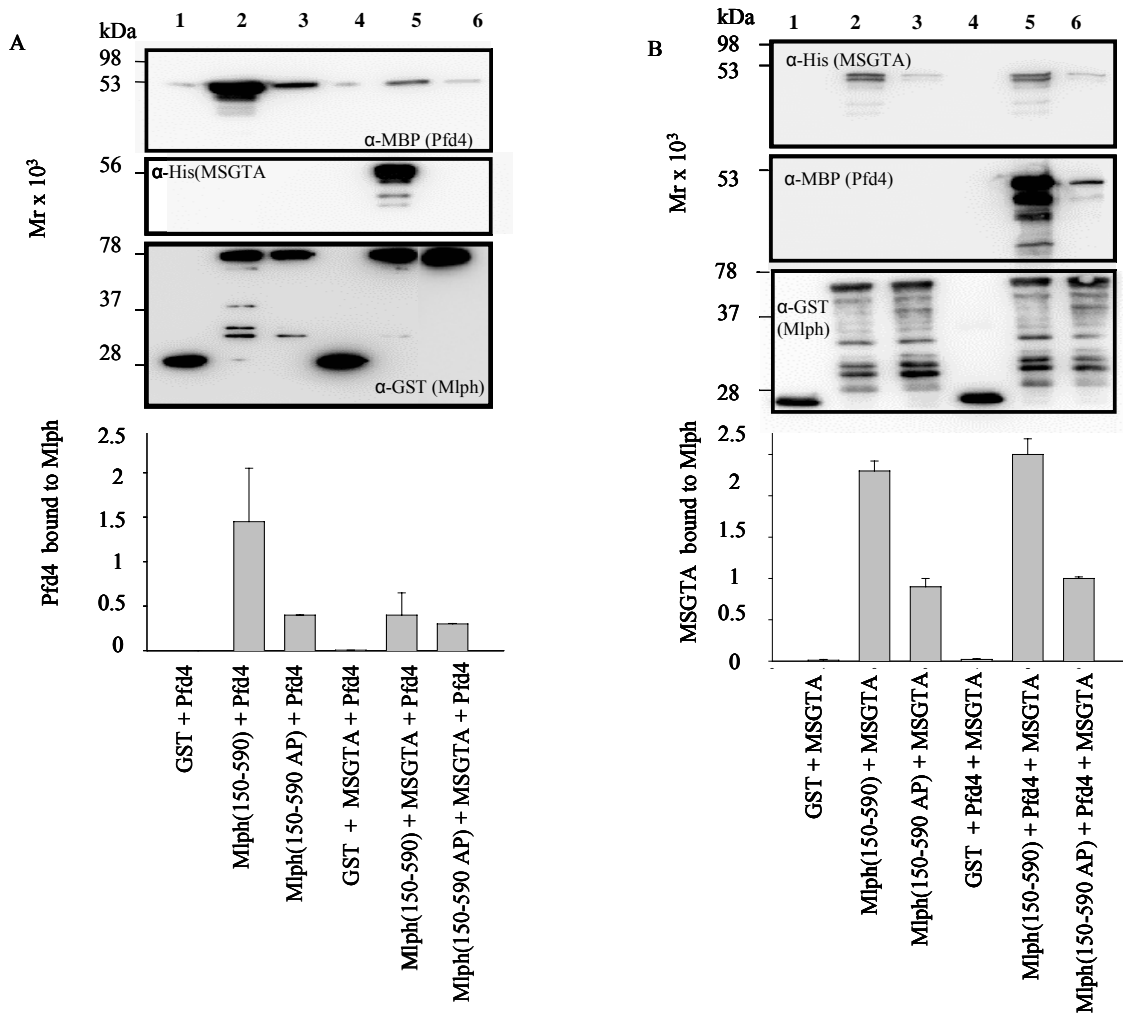 A
kDa 1 2 3 4 5 6
98
53
α-MBP (Pfd4)
56
α-His(MSGTA
Mr x 10³
78
37
28
α-GST (Mlph)
Pfd4 bound to Mlph
2.5
2
1.5
1
0.5
0
GST + Pfd4
Mlph(150-590) + Pfd4
Mlph(150-590 AP) + Pfd4
GST + MSGTA + Pfd4
Mlph(150-590) + MSGTA + Pfd4
Mlph(150-590 AP) + MSGTA + Pfd4
B
kDa 1 2 3 4 5 6
98
53
α-His (MSGTA)
Mr x 10³
53
α-MBP (Pfd4)
78
37
28
α-GST
(Mlph)
MSGTA bound to Mlph
2.5
2
1.5
1
0.5
0
GST + MSGTA
Mlph(150-590) + MSGTA
Mlph(150-590 AP) + MSGTA
GST + Pfd4 + MSGTA
Mlph(150-590) + Pfd4 + MSGTA
Mlph(150-590 AP) + Pfd4 + MSGTA